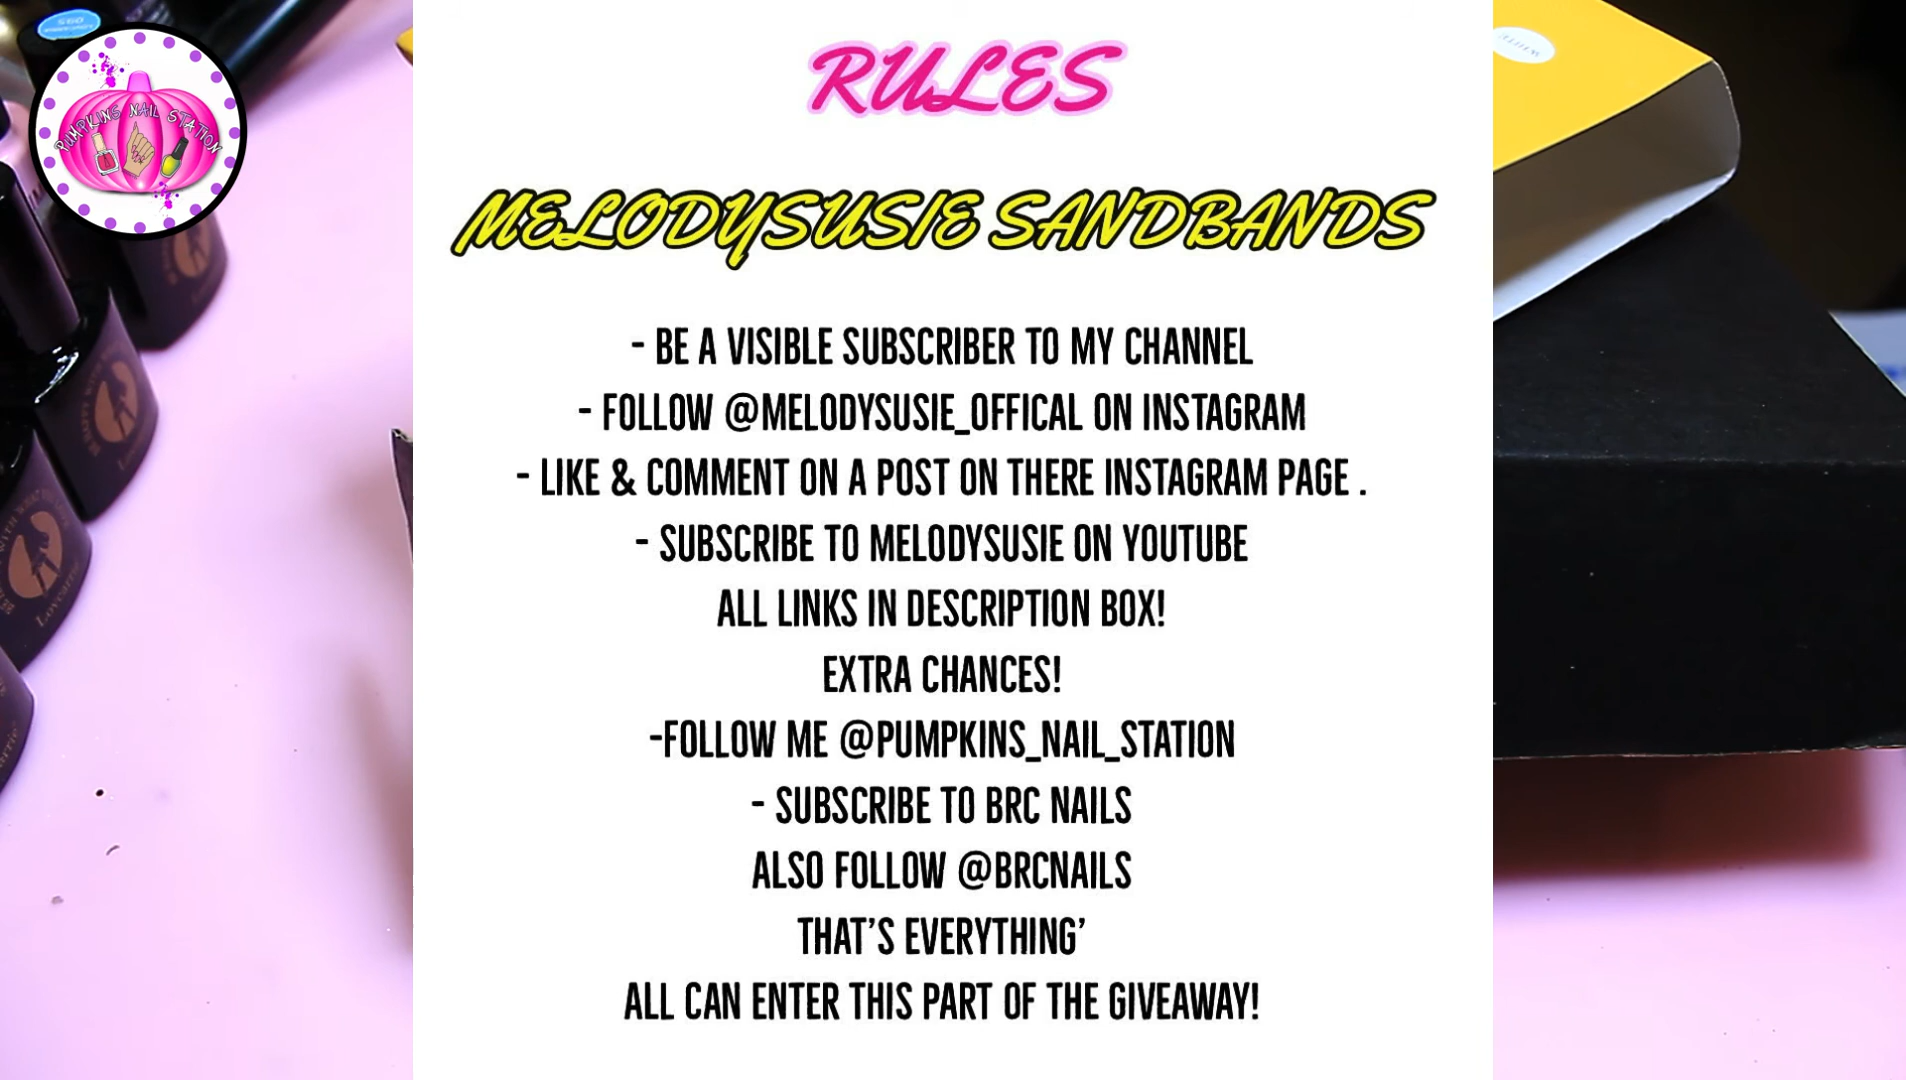 PUMPKINS NAIL STATION
RULES
MELODYSUSIE SANDBANDS
- BE A VISIBLE SUBSCRIBER TO MY CHANNEL
- FOLLOW @MELODYSUSIE_OFFICAL ON INSTAGRAM
- LIKE & COMMENT ON A POST ON THERE INSTAGRAM PAGE .
- SUBSCRIBE TO MELODYSUSIE ON YOUTUBE
ALL LINKS IN DESCRIPTION BOX!
EXTRA CHANCES!
-FOLLOW ME @PUMPKINS_NAIL_STATION
- SUBSCRIBE TO BRC NAILS
ALSO FOLLOW @BRCNAILS
THAT’S EVERYTHING’
ALL CAN ENTER THIS PART OF THE GIVEAWAY!
WHITE
Lovecarrie